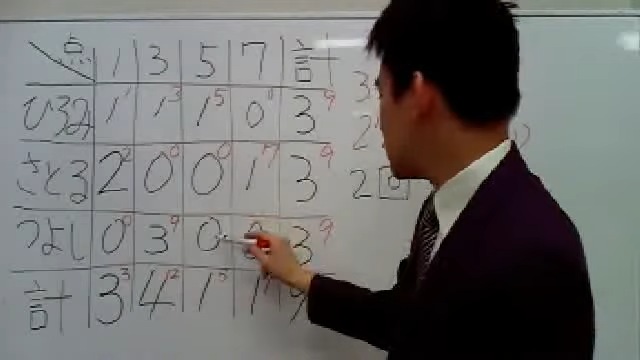 点 1 3 5 7 計
ひろみ 1 1 1 3 1 5 0 0 3 9
さとる 2 2 0 0 0 0 1 7 3 9
つよし 0 0 3 9 0 3 9
計 3 3 4 12 1 5 1
3
2
2 回